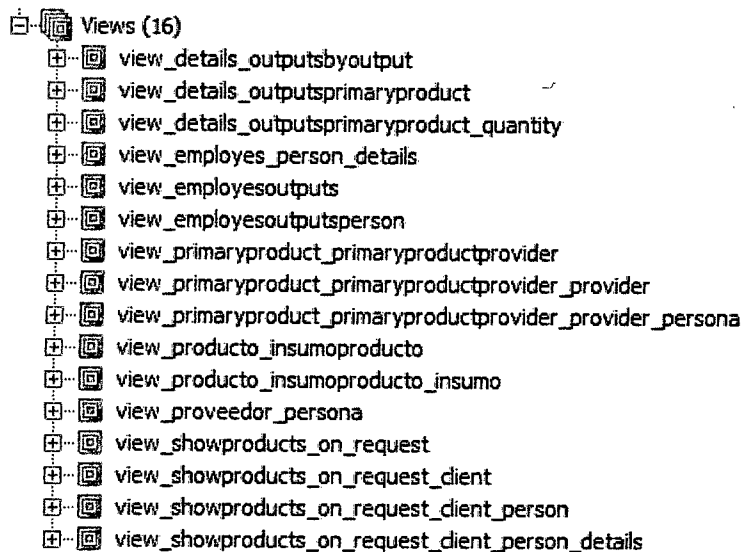 Views (16)
view_details_outputsbyoutput
view_details_outputsprimaryproduct
view_details_outputsprimaryproduct_quantity
view_employes_person_details
view_employesoutputs
view_employesoutputsperson
view_primaryproduct_primaryproductprovider
view_primaryproduct_primaryproductprovider_provider
view_primaryproduct_primaryproductprovider_provider_persona
view_producto_insumoproducto
view_producto_insumoproducto_insumo
view_proveedor_persona
view_showproducts_on_request
view_showproducts_on_request_client
view_showproducts_on_request_client_person
view_showproducts_on_request_client_person_details